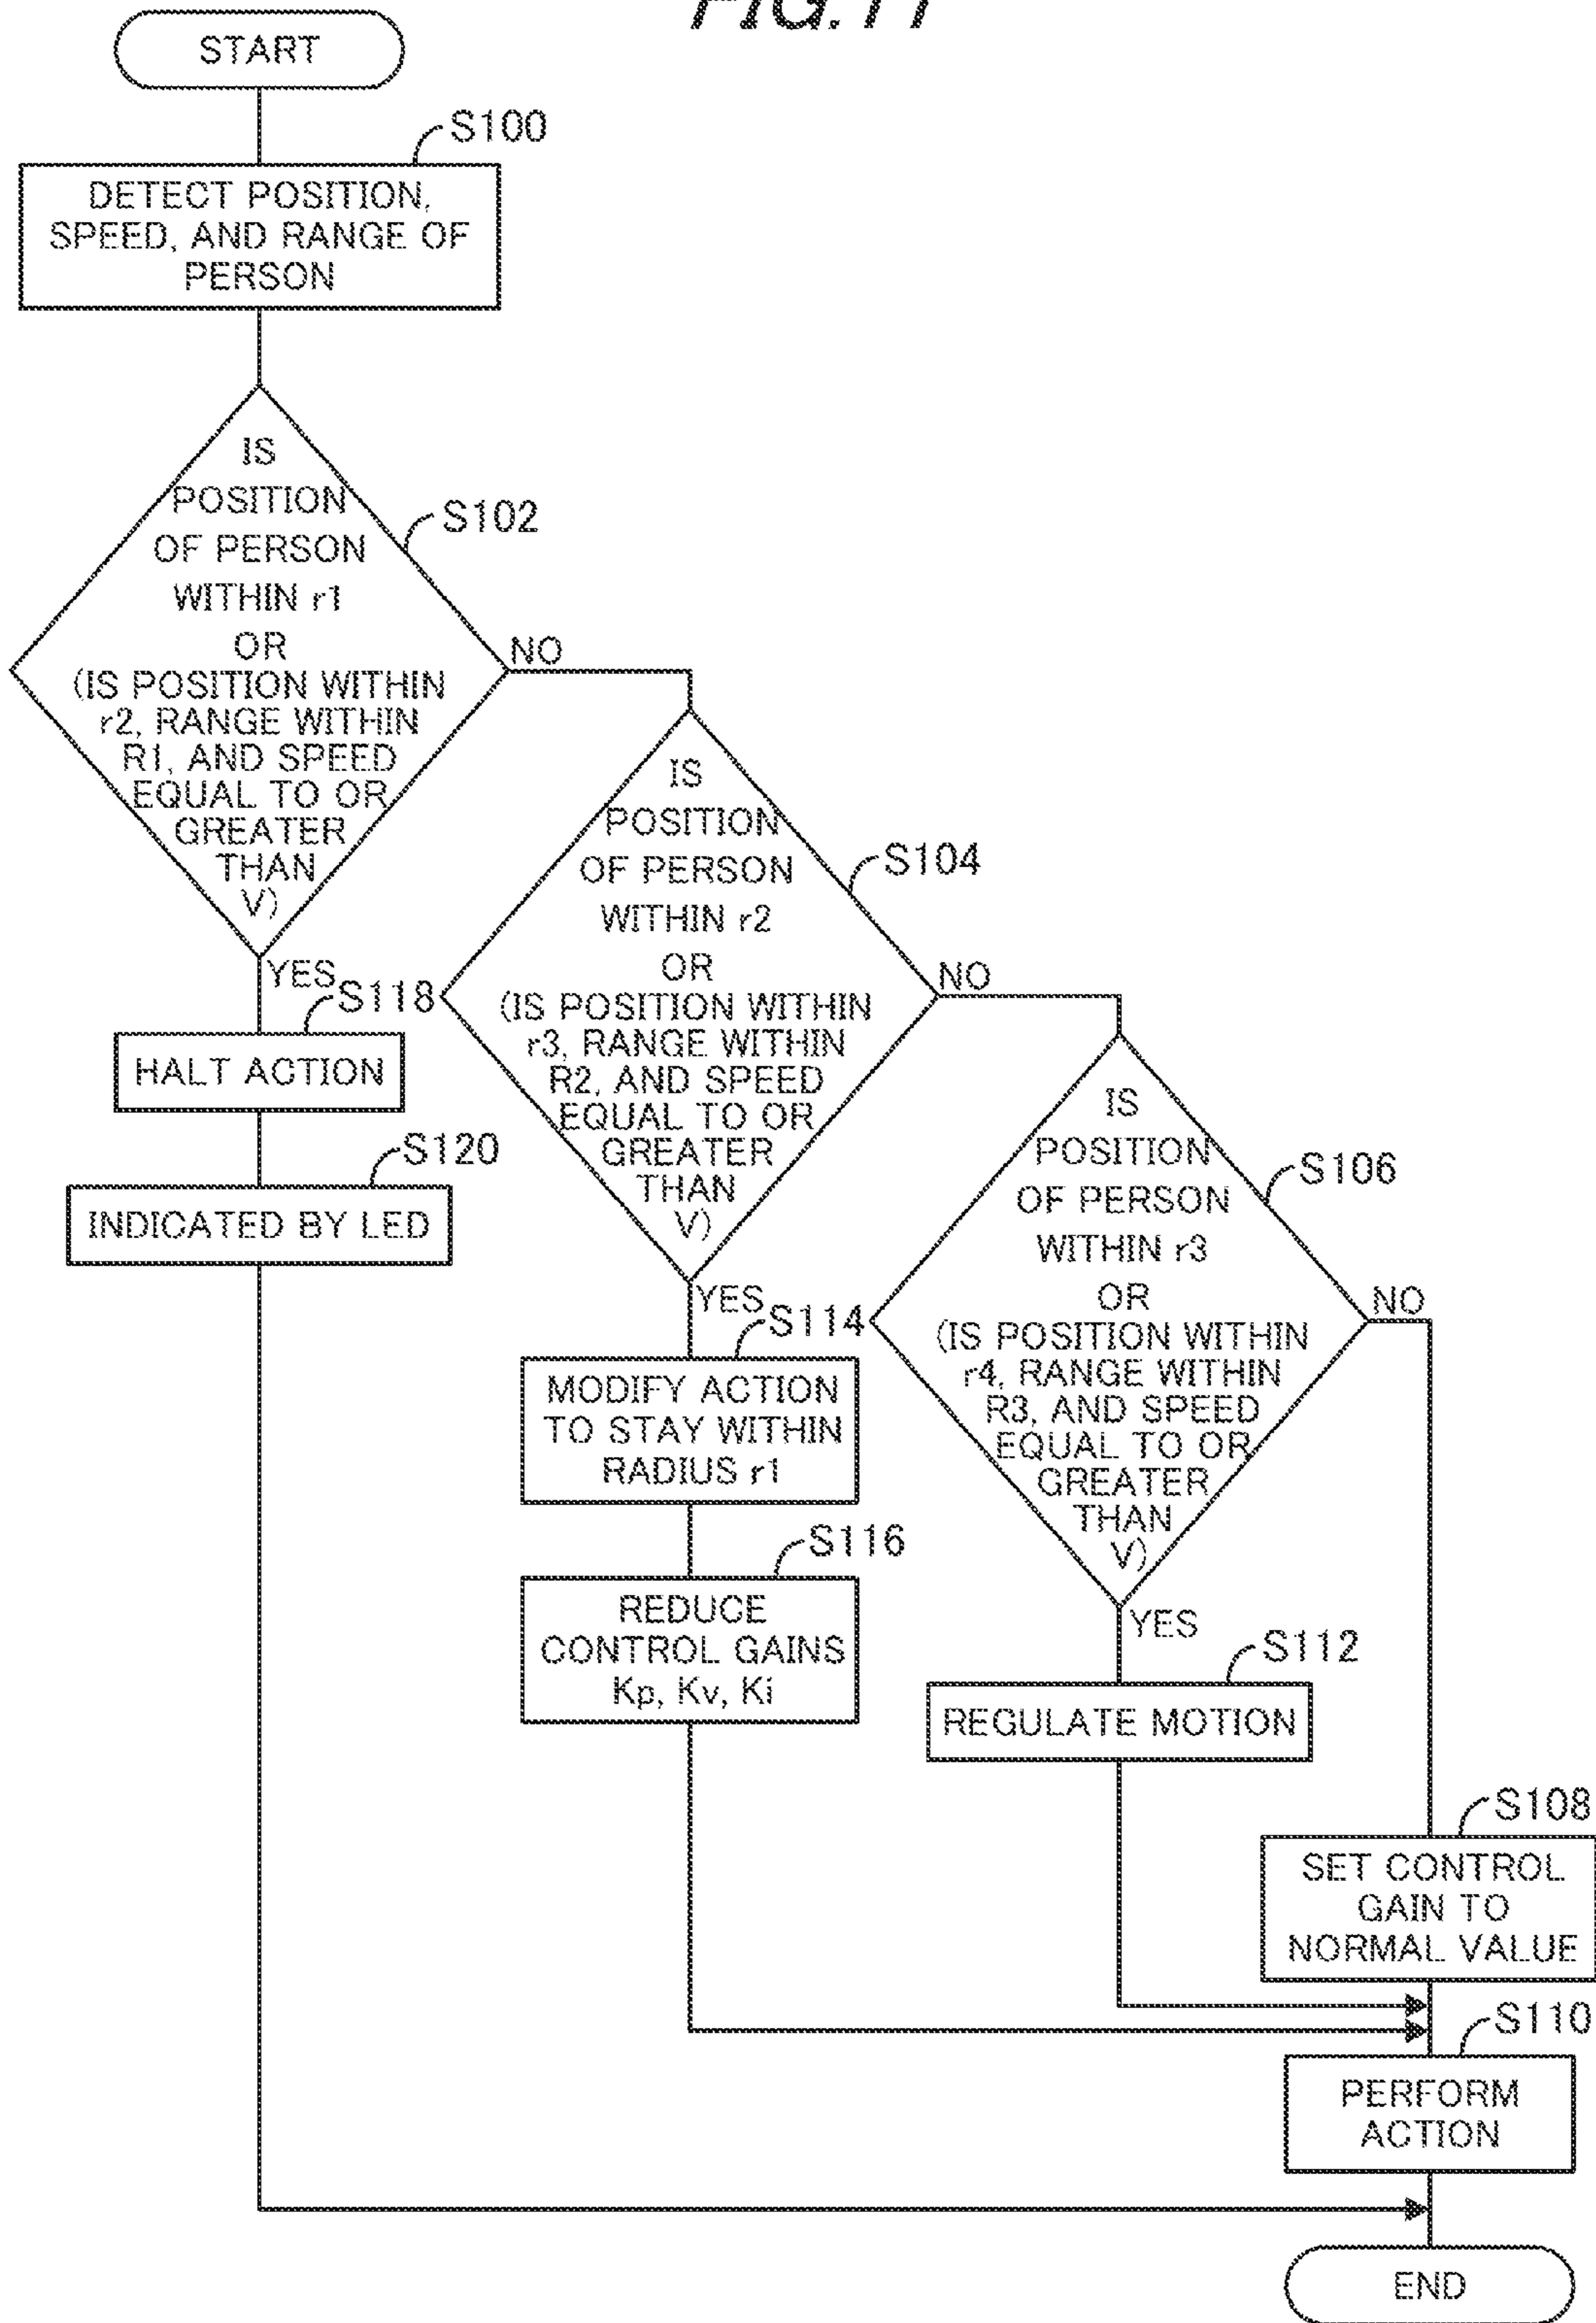 FIG. 11
START
S100
DETECT POSITION,
SPEED, AND RANGE OF
PERSON
IS
POSITION
OF PERSON
WITHIN r1
OR
(IS POSITION WITHIN
r2, RANGE WITHIN
R1, AND SPEED
EQUAL TO OR
GREATER
THAN
V)
S102
NO
YES
S118
HALT ACTION
S120
INDICATED BY LED
IS
POSITION
OF PERSON
WITHIN r2
OR
(IS POSITION WITHIN
r3, RANGE WITHIN
R2, AND SPEED
EQUAL TO OR
GREATER
THAN
V)
S104
NO
YES
S114
MODIFY ACTION
TO STAY WITHIN
RADIUS r1
S116
REDUCE
CONTROL GAINS
Kp, Kv, Ki
IS
POSITION
OF PERSON
WITHIN r3
OR
(IS POSITION WITHIN
r4, RANGE WITHIN
R3, AND SPEED
EQUAL TO OR
GREATER
THAN
V)
S106
NO
YES
S112
REGULATE MOTION
S108
SET CONTROL
GAIN TO
NORMAL VALUE
S110
PERFORM
ACTION
END